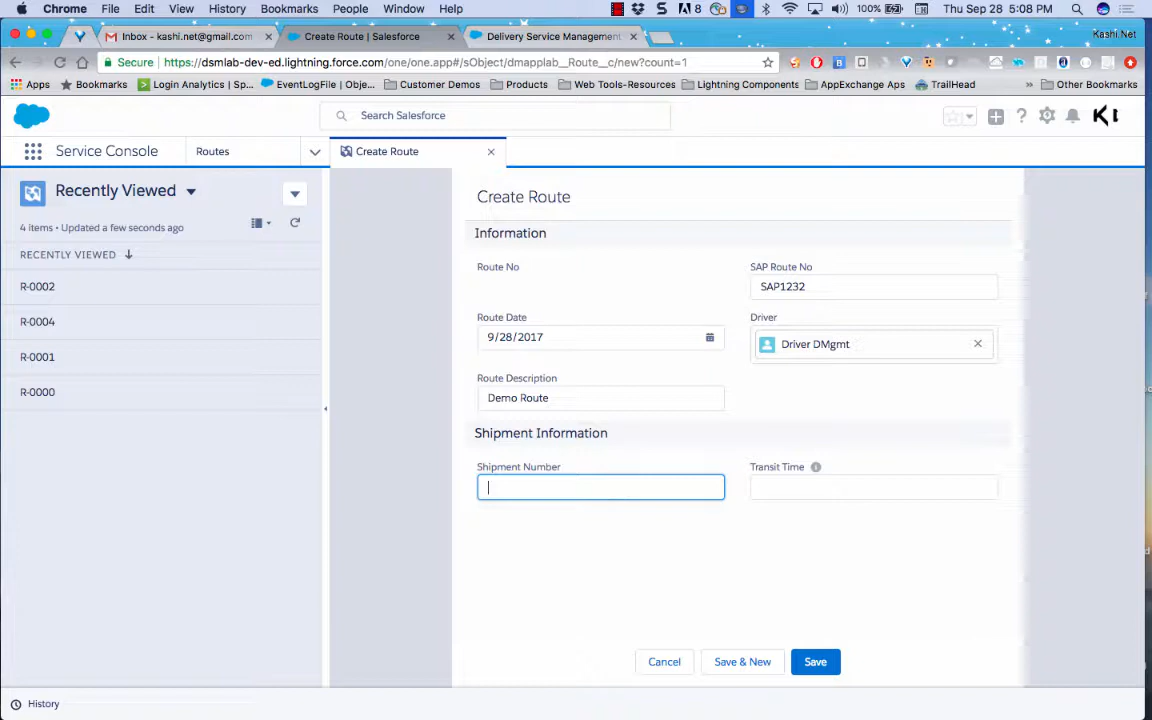 Chrome File Edit View History Bookmarks People Window Help 8 100% Thu Sep 28 5:08 PM
Inbox - kashi.net@gmail.com Create Route | Salesforce Delivery Service Management Kashi.Net
Secure https://dsmlab-dev-ed.lightning.force.com/one/one.app#/sObject/dmapplab__Route__c/new?count=1
Apps Bookmarks Login Analytics | Sp... EventLogFile | Obje... Customer Demos Products Web Tools-Resources Lightning Components AppExchange Apps TrailHead » Other Bookmarks
Search Salesforce
Service Console Routes Create Route
Recently Viewed
4 items • Updated a few seconds ago
RECENTLY VIEWED
R-0002
R-0004
R-0001
R-0000
Create Route
Information
Route No SAP Route No
SAP1232
Route Date Driver
9/28/2017 Driver DMgmt
Route Description
Demo Route
Shipment Information
Shipment Number Transit Time
Cancel Save & New Save
History